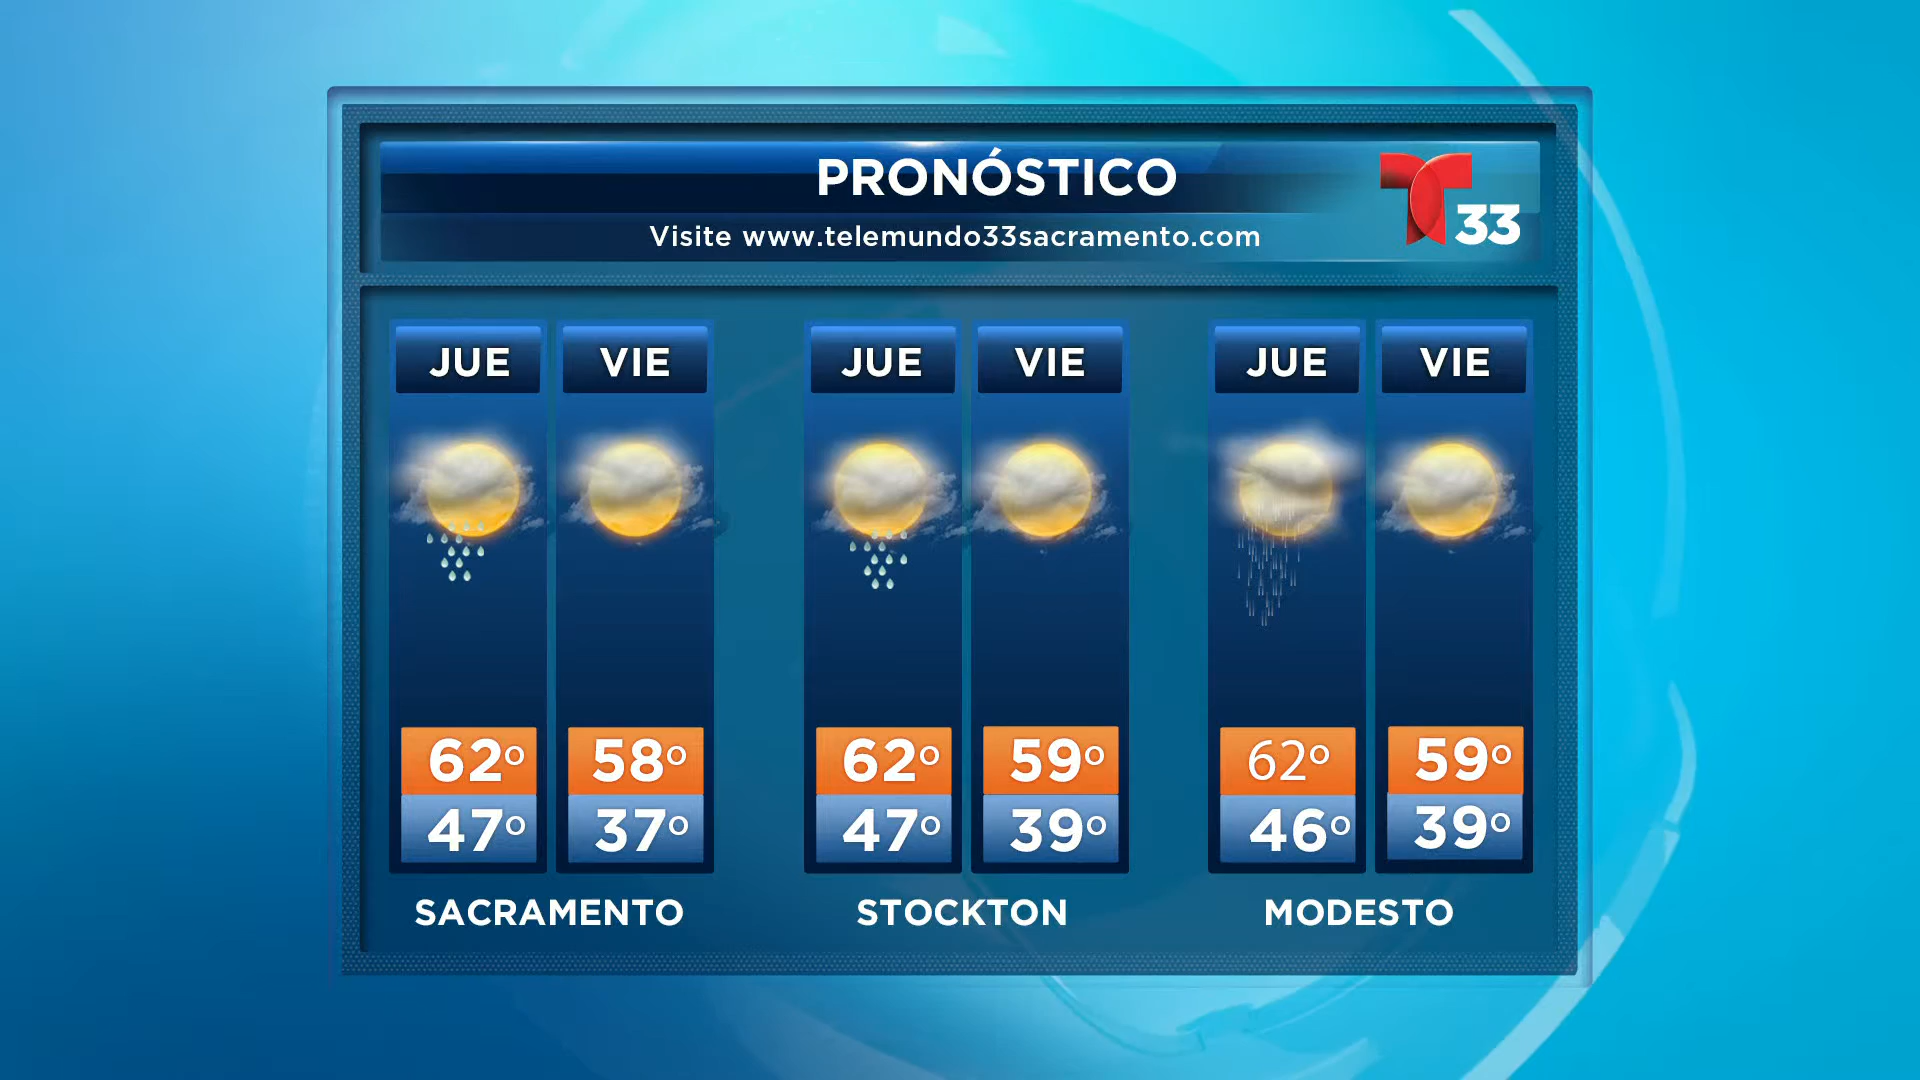 PRONÓSTICO
Visite www.telemundo33sacramento.com
33
JUE VIE
62° 58°
47° 37°
SACRAMENTO
JUE VIE
62° 59°
47° 39°
STOCKTON
JUE VIE
62° 59°
46° 39°
MODESTO